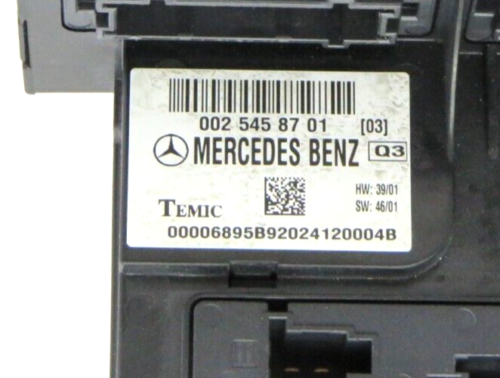 002 545 87 01 [03]
MERCEDES BENZ Q3
HW: 39/01
TEMIC SW: 46/01
00006895B92024120004B